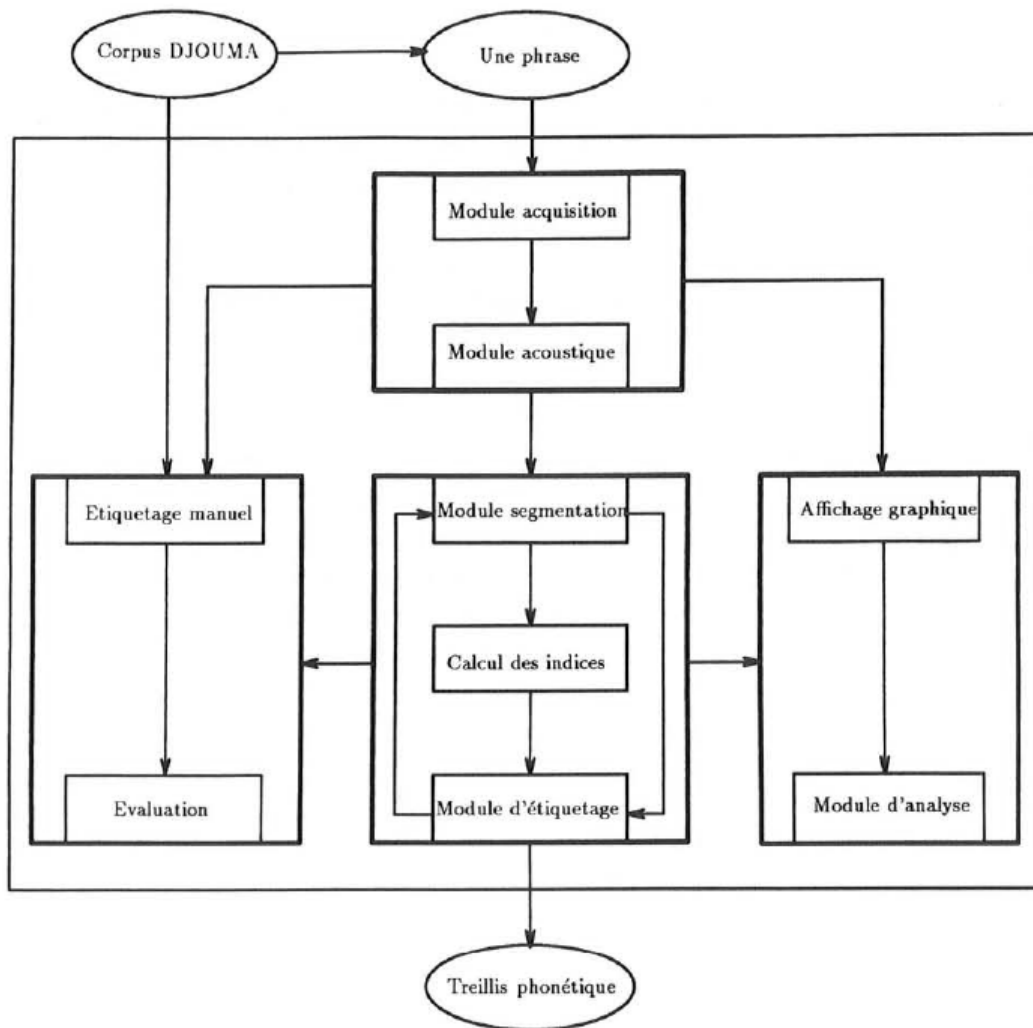 Corpus DJOUMA
Une phrase
Module acquisition
Module acoustique
Etiquetage manuel
Module segmentation
Affichage graphique
Calcul des indices
Evaluation
Module d'étiquetage
Module d'analyse
Treillis phonétique